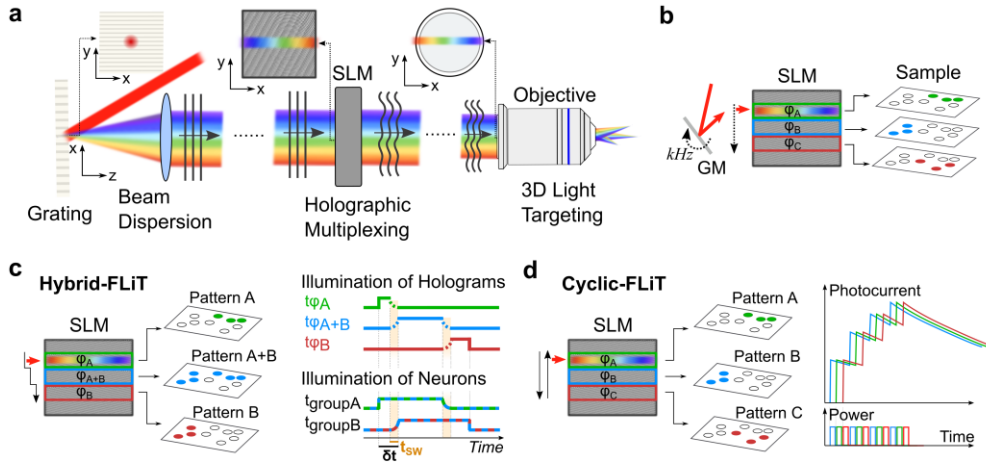 a
y
x
y
x
SLM
y
x
Objective
x
z
Grating
Beam
Dispersion
Holographic
Multiplexing
3D Light
Targeting
b
SLM
Sample
φA
φB
φC
kHz
GM
c
Hybrid-FLiT
SLM
φA
φA+B
φB
Pattern A
Pattern A+B
Pattern B
Illumination of Holograms
tφA
tφA+B
tφB
Illumination of Neurons
tgroupA
tgroupB
δt
tsw
Time
d
Cyclic-FLiT
SLM
φA
φB
φC
Pattern A
Pattern B
Pattern C
Photocurrent
Power
Time